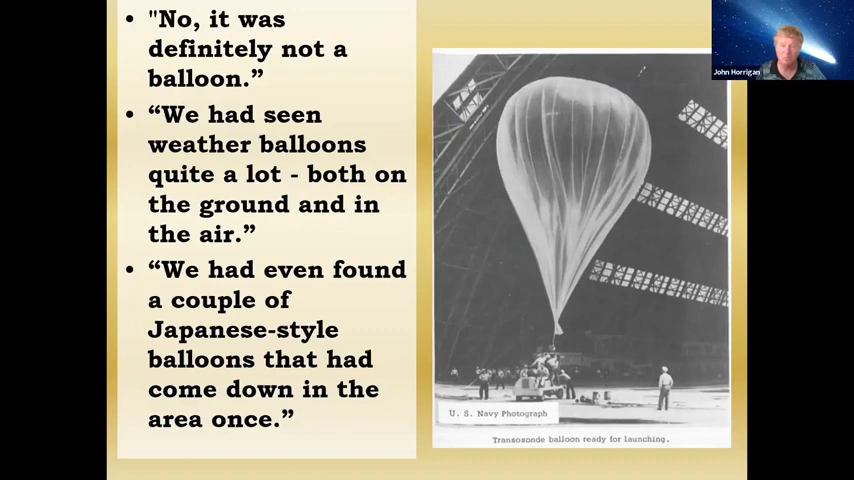 • "No, it was
definitely not a
balloon.”
• “We had seen
weather balloons
quite a lot - both on
the ground and in
the air.”
• “We had even found
a couple of
Japanese-style
balloons that had
come down in the
area once.”
U. S. Navy Photograph
Transosonde balloon ready for launching.
John Horrigan